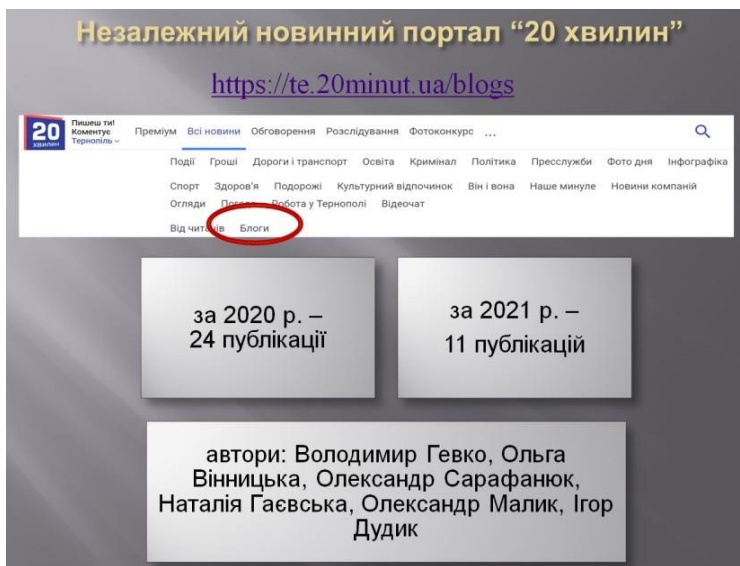 Незалежний новинний портал “20 хвилин”
https://te.20minut.ua/blogs
20 хвилин
Пишеш ти!
Коментує
Тернопіль
Преміум Всі новини Обговорення Розслідування Фотоконкурс ...
Події Гроші Дороги і транспорт Освіта Кримінал Політика Пресслужби Фото дня Інфографіка
Спорт Здоров'я Подорожі Культурний відпочинок Він і вона Наше минуле Новини компаній
Огляди Погода Робота у Тернополі Відеочат
Від читачів Блоги
за 2020 р. –
24 публікації
за 2021 р. –
11 публікацій
автори: Володимир Гевко, Ольга
Вінницька, Олександр Сарафанюк,
Наталія Гаєвська, Олександр Малик, Ігор
Дудик